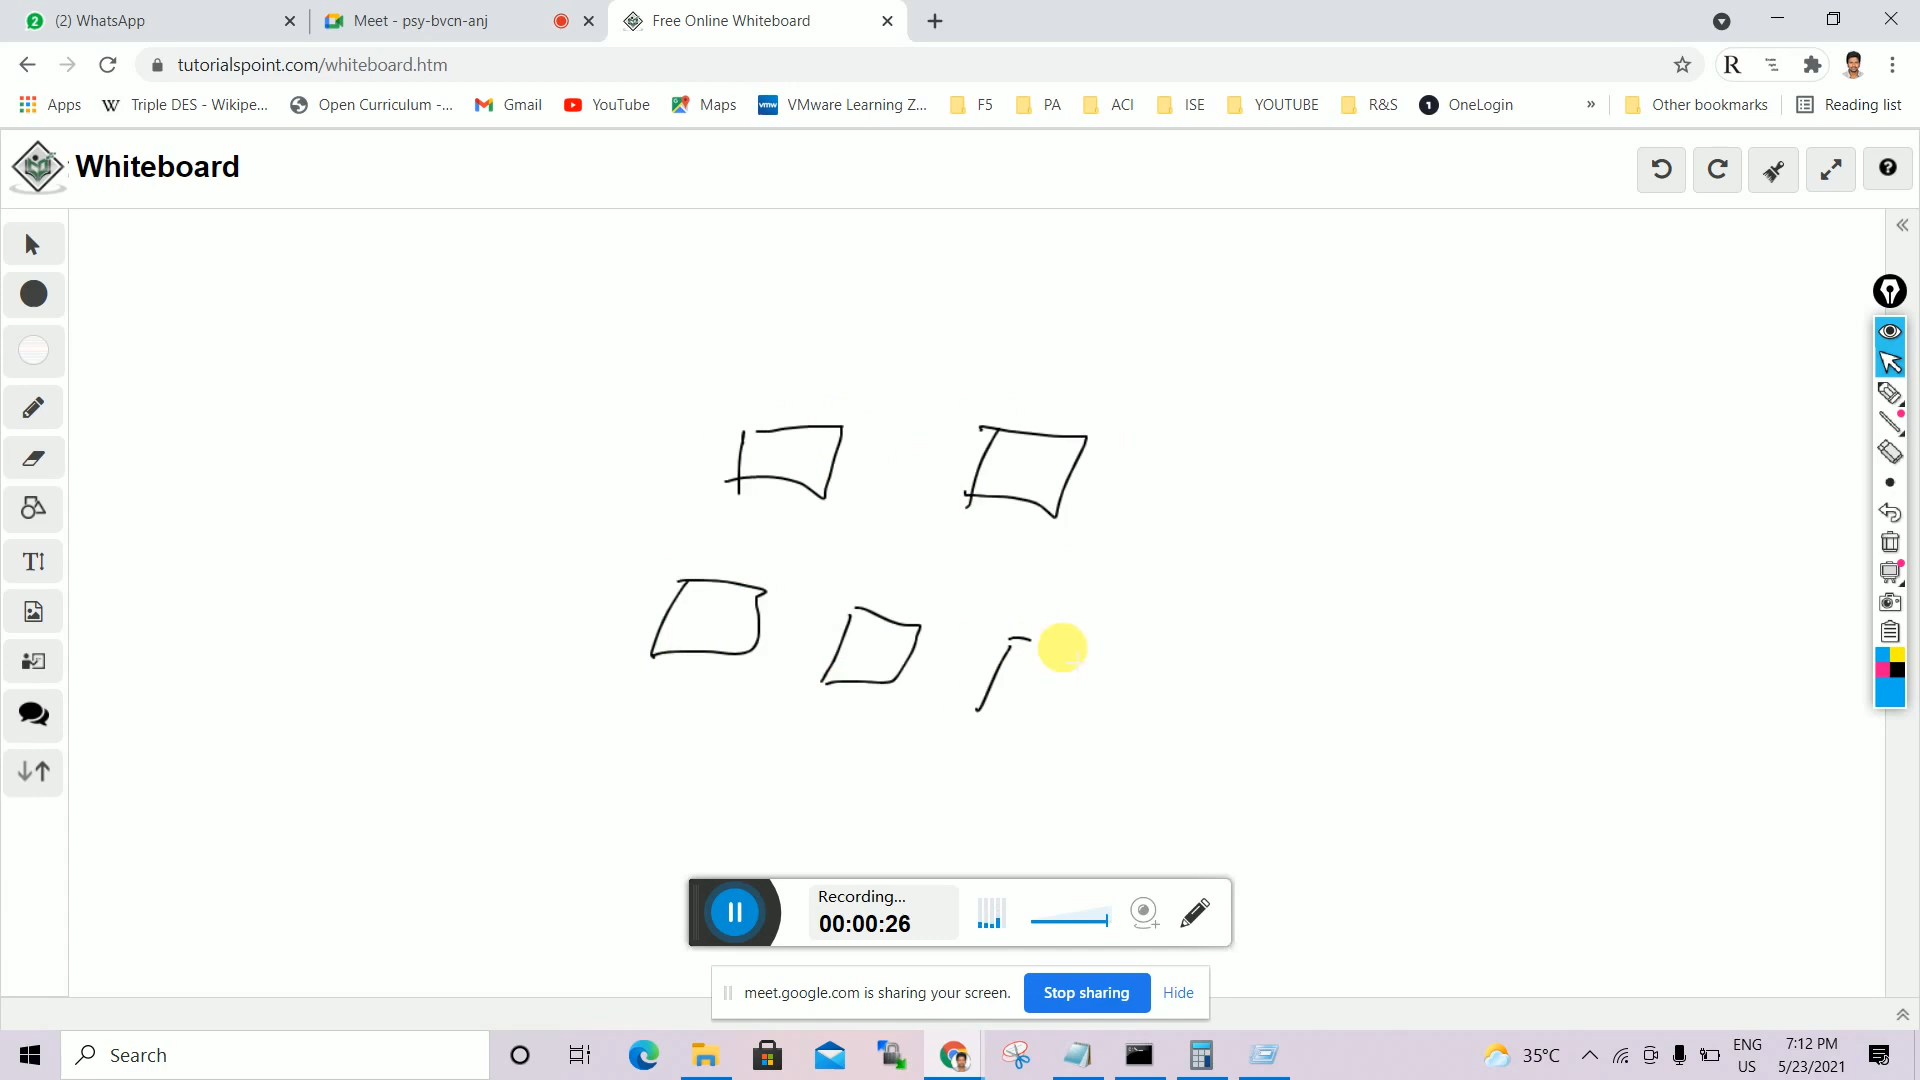 (2) WhatsApp
Meet - psy-bvcn-anj
Free Online Whiteboard
tutorialspoint.com/whiteboard.htm
R
Apps
W Triple DES - Wikipe...
Open Curriculum -...
Gmail
YouTube
Maps
vmw VMware Learning Z...
F5
PA
ACI
ISE
YOUTUBE
R&S
1 OneLogin
»
Other bookmarks
Reading list
Whiteboard
T
Recording...
00:00:26
meet.google.com is sharing your screen.
Stop sharing
Hide
Search
35°C
ENG
US
7:12 PM
5/23/2021